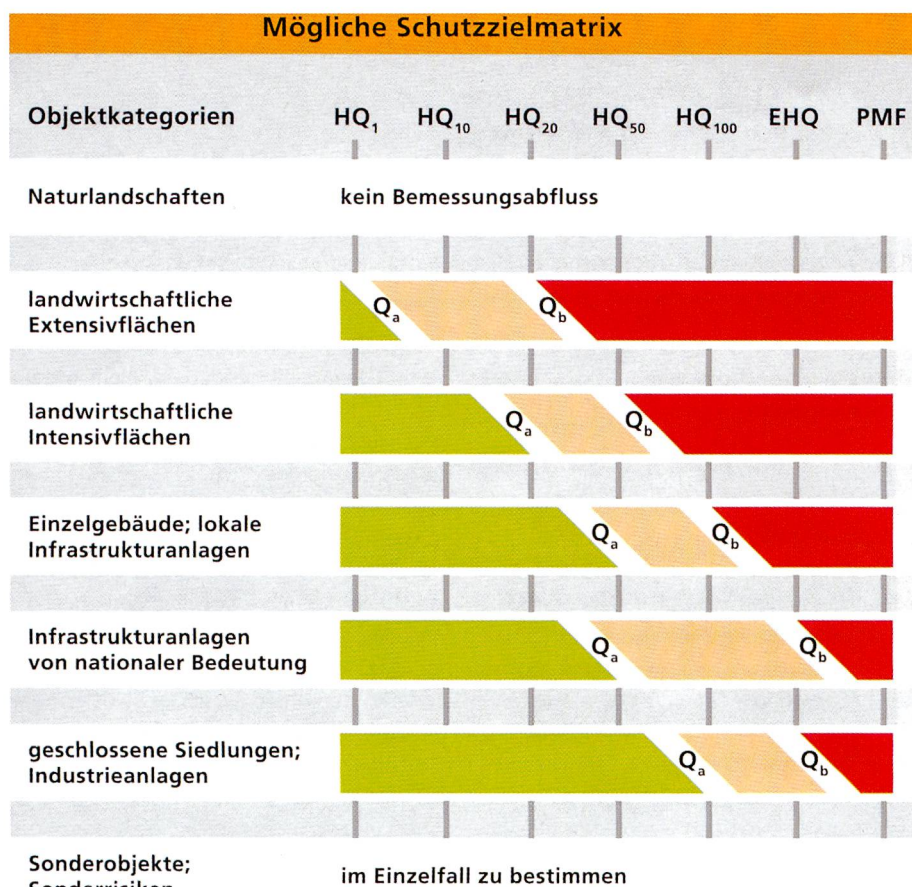 Mögliche Schutzzielmatrix
Objektkategorien HQ1 HQ10 HQ20 HQ50 HQ100 EHQ PMF
Naturlandschaften kein Bemessungsabfluss
landwirtschaftliche
Extensivflächen
Qa Qb
landwirtschaftliche
Intensivflächen
Qa Qb
Einzelgebäude; lokale
Infrastrukturanlagen
Qa Qb
Infrastrukturanlagen
von nationaler Bedeutung
Qa Qb
geschlossene Siedlungen;
Industrieanlagen
Qa Qb
Sonderobjekte;
Sonderrisiken
im Einzelfall zu bestimmen